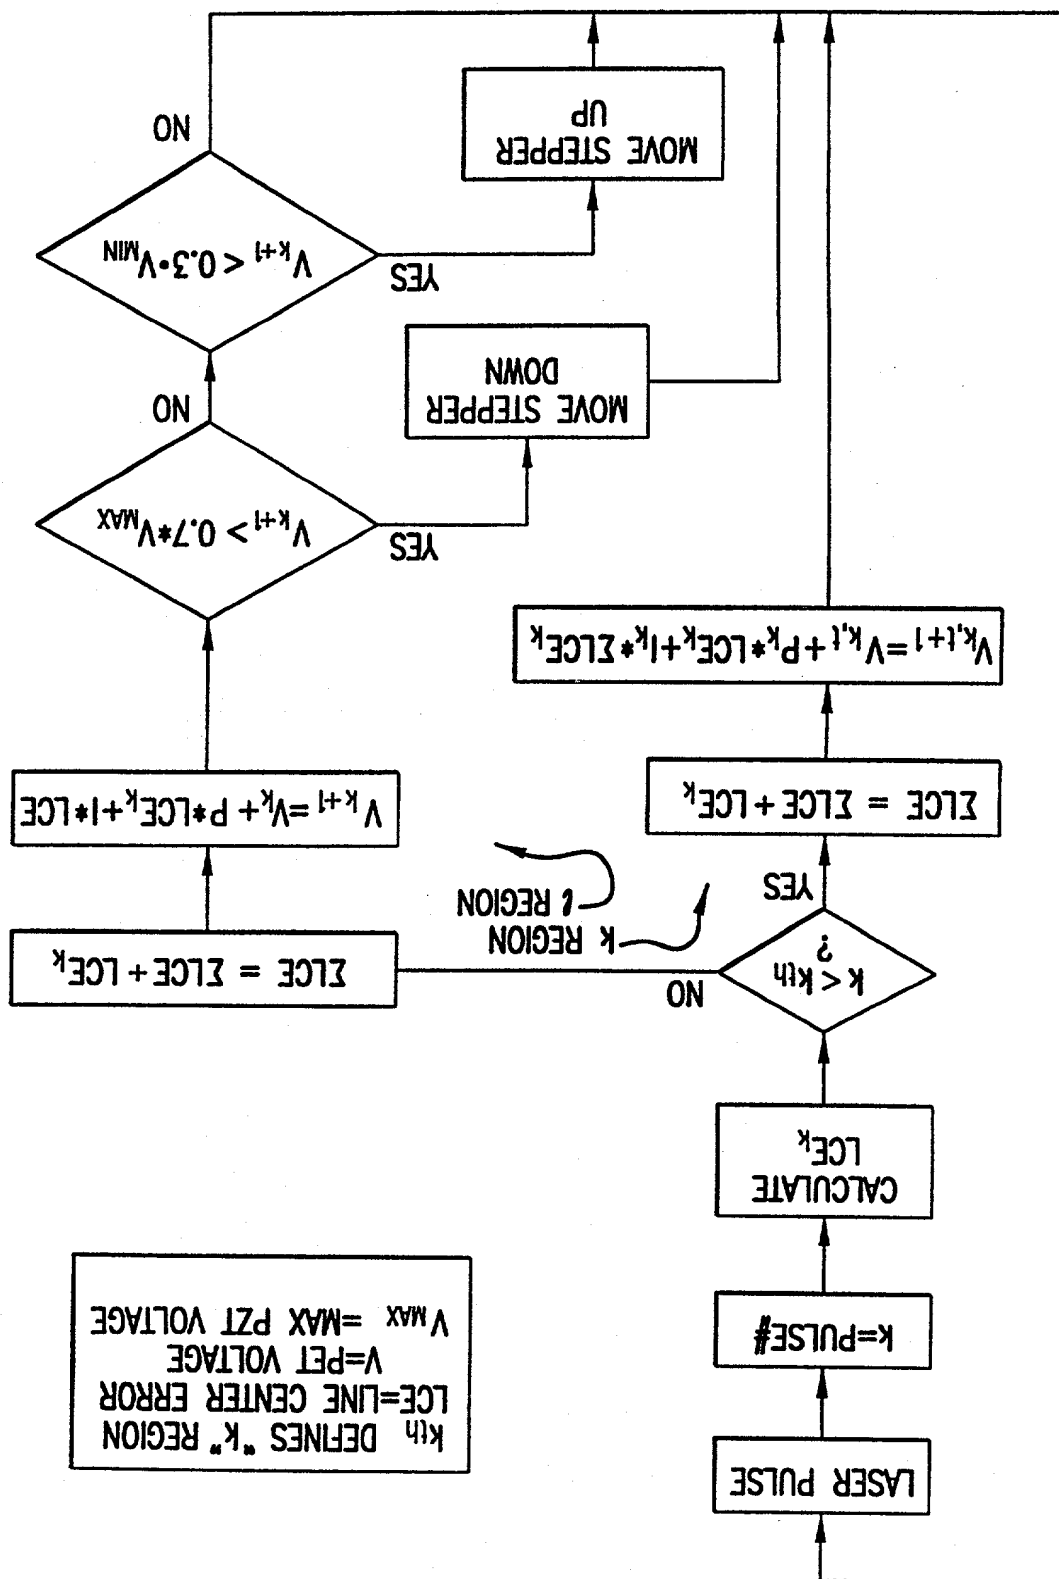 LASER PULSE
k=PULSE#
CALCULATE
LCEk
k < kth
?
YES
NO
k REGION
ℓ REGION
ΣLCE = ΣLCE + LCEk
Vk,t+1=Vk,t+Pk*LCEk+Ik*ΣLCEk
ΣLCE = ΣLCE + LCEk
Vk+1=Vk+P*LCEk+I*LCE
Vk+1 > 0.7*VMAX
YES
NO
MOVE STEPPER
DOWN
Vk+1 < 0.3•VMIN
YES
NO
MOVE STEPPER
UP
kth DEFINES "k" REGION
LCE=LINE CENTER ERROR
V=PET VOLTAGE
VMAX =MAX PZT VOLTAGE